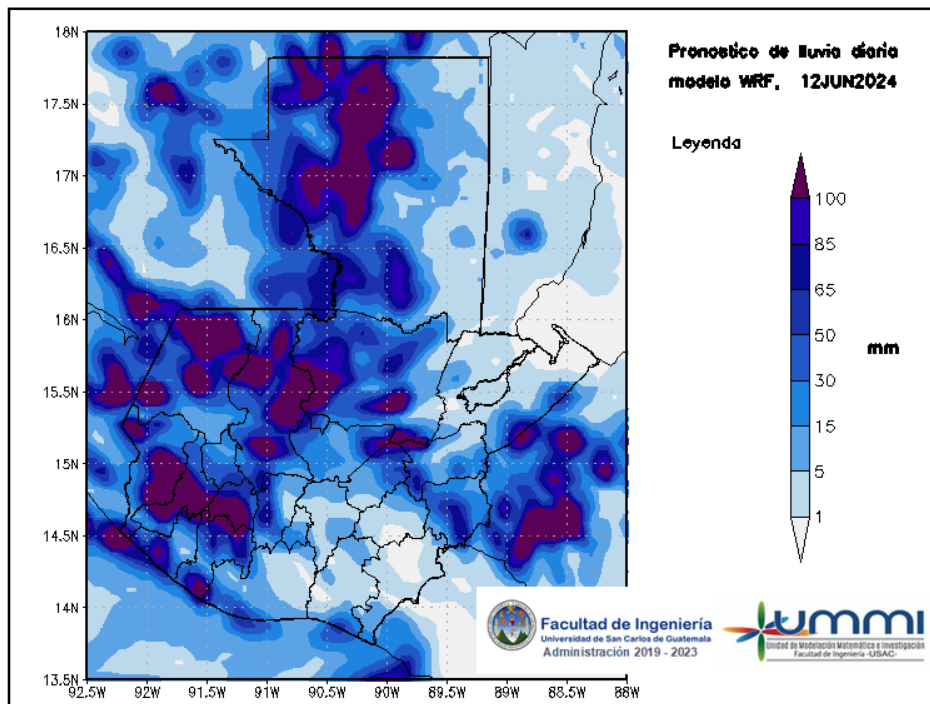 Pronostico de lluvia diaria
modelo WRF, 12JUN2024
Leyenda
100
85
65
50
30
15
5
1
mm
18N
17.5N
17N
16.5N
16N
15.5N
15N
14.5N
14N
13.5N
92.5W 92W 91.5W 91W 90.5W 90W 89.5W 89W 88.5W 88W
Facultad de Ingeniería
Universidad de San Carlos de Guatemala
Administración 2019 - 2023
UMMI
Unidad de Modelación Matemática e Investigación
Facultad de Ingeniería -USAC-